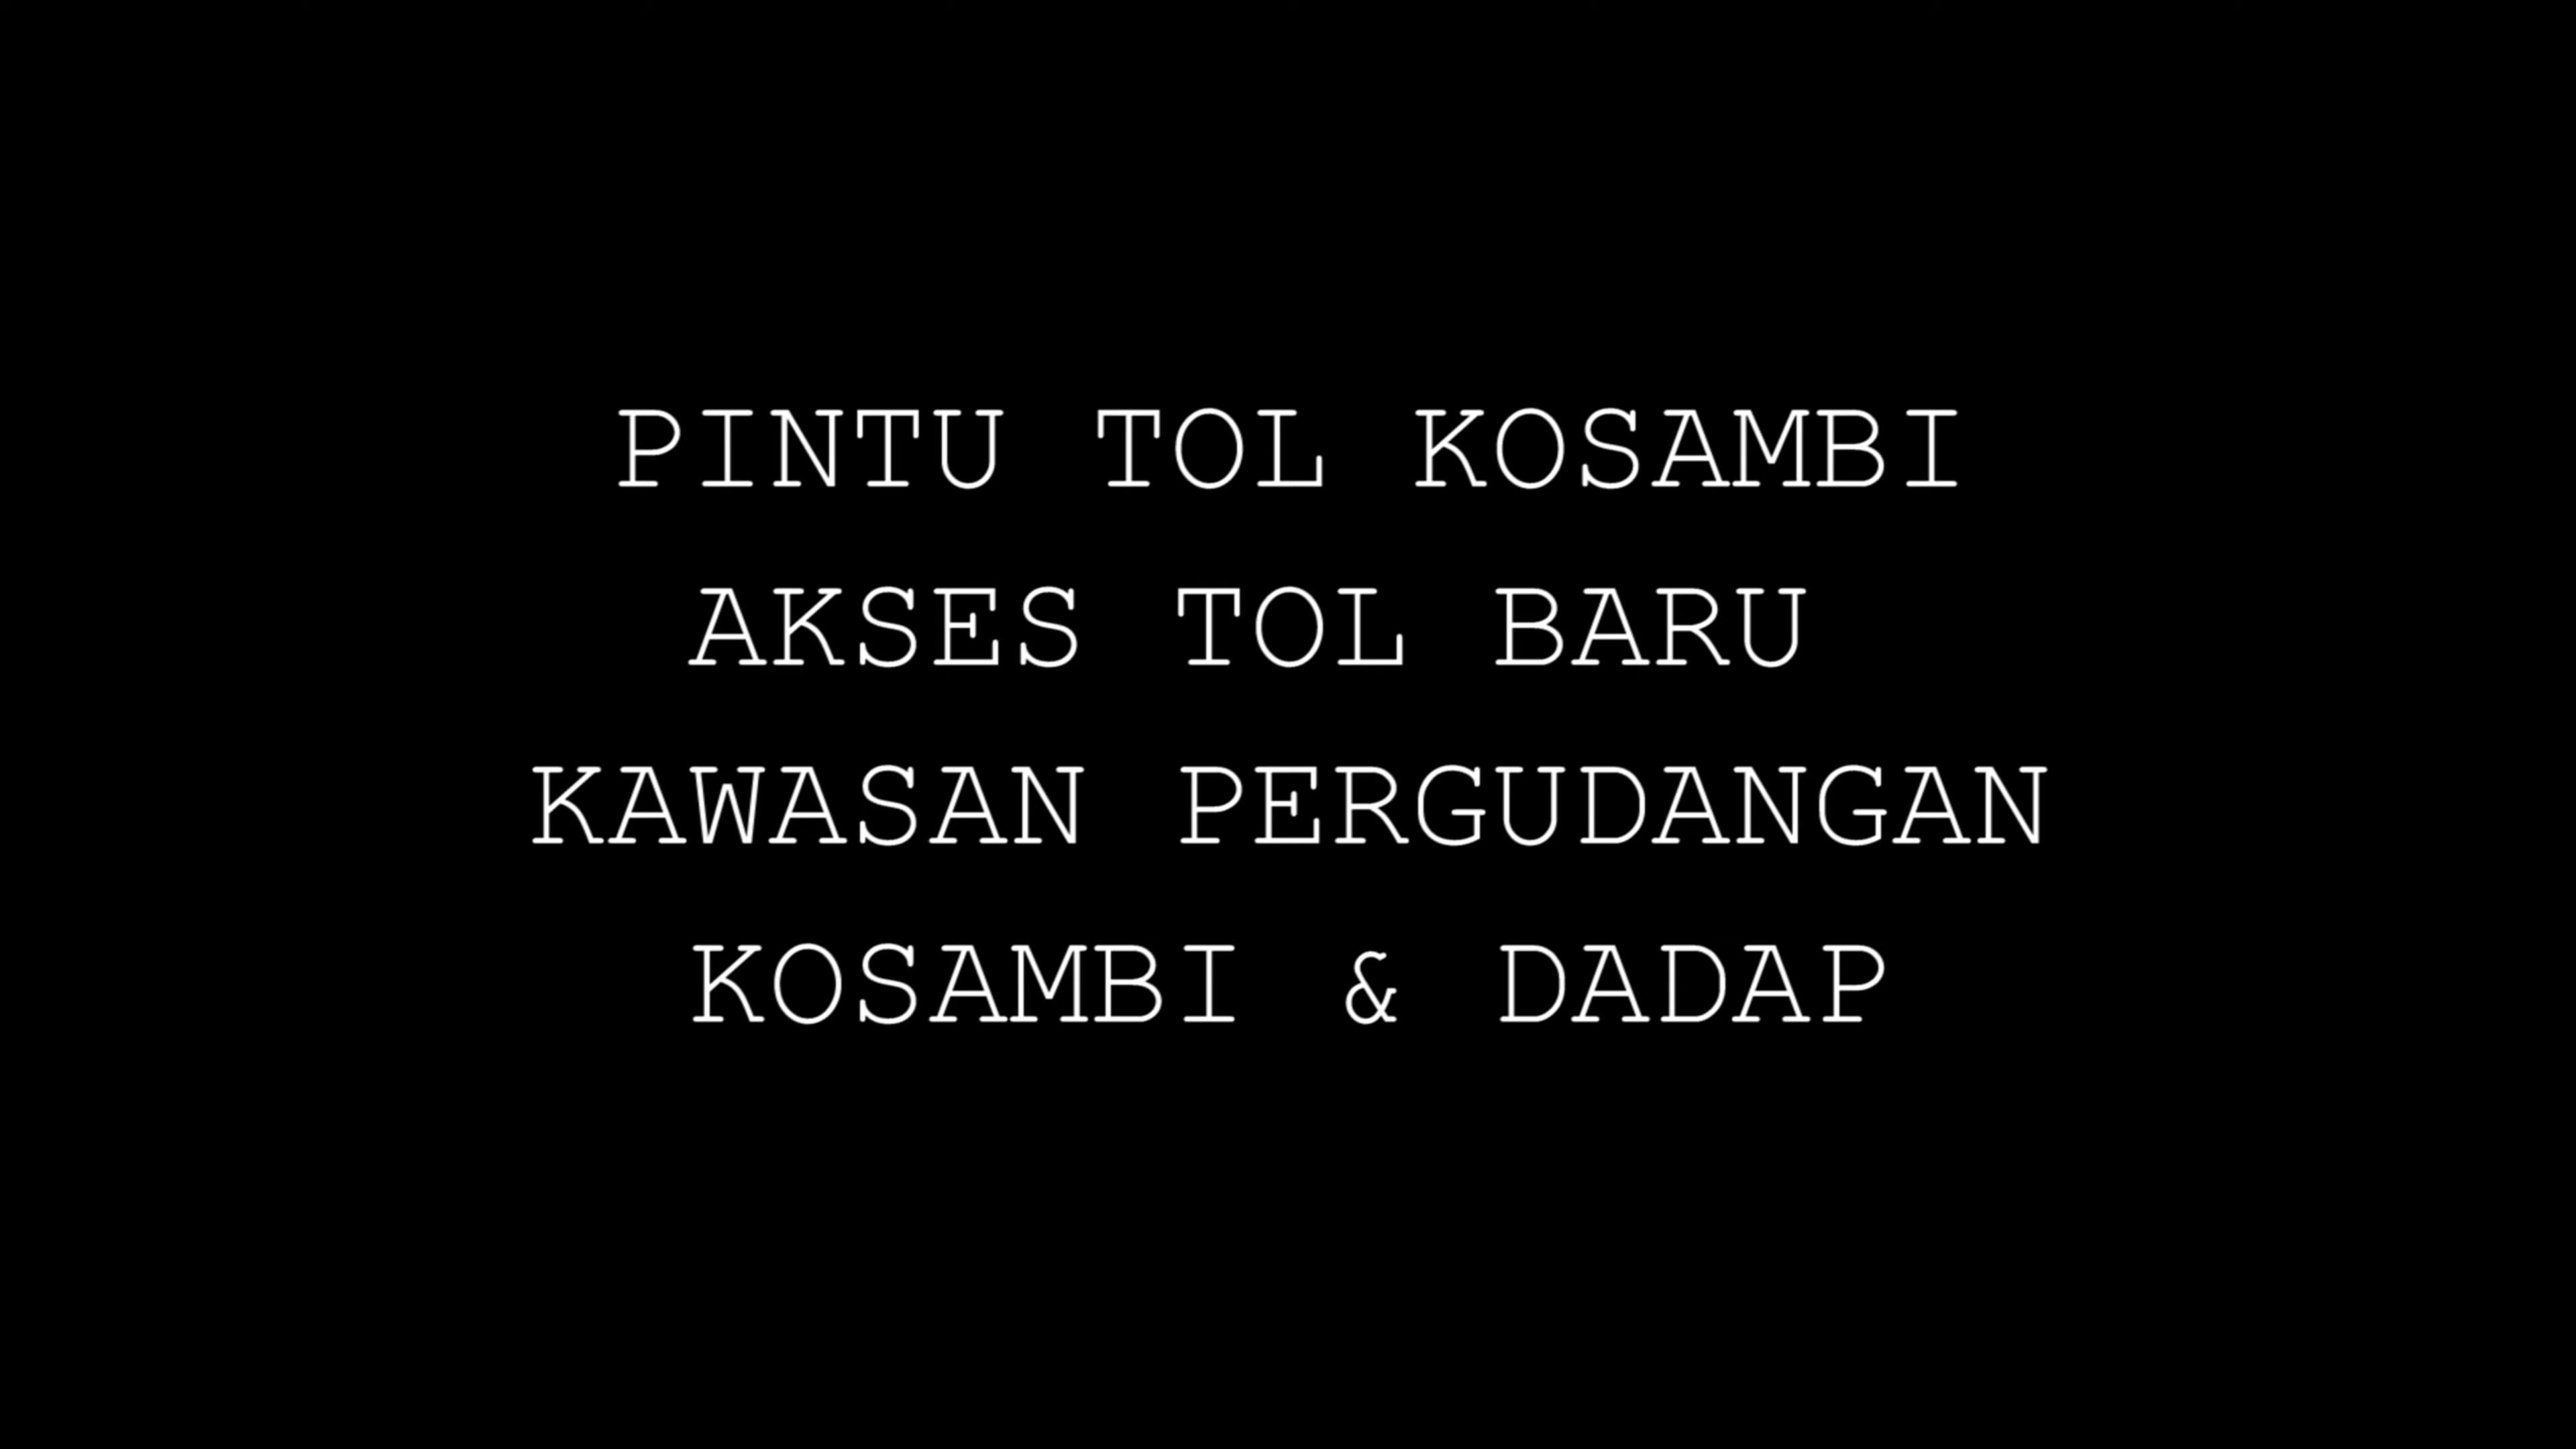 PINTU TOL KOSAMBI
AKSES TOL BARU
KAWASAN PERGUDANGAN
KOSAMBI & DADAP